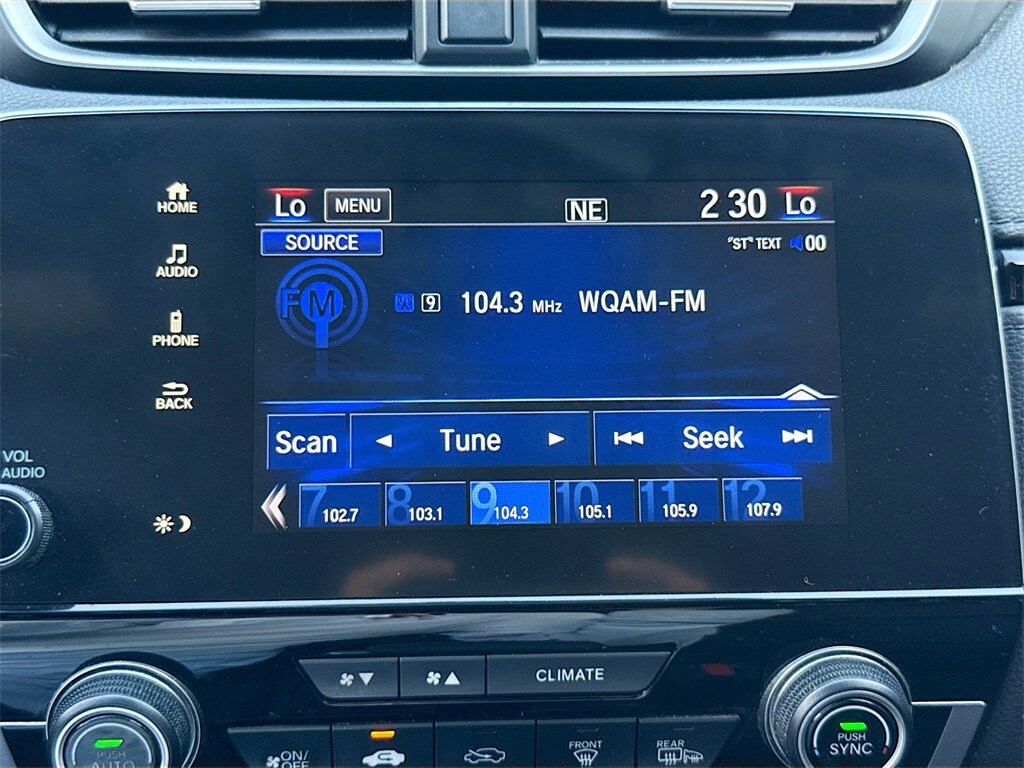 HOME
AUDIO
PHONE
BACK
VOL
AUDIO
Lo MENU NE 2 30 Lo
SOURCE "ST" TEXT 00
FM 9 104.3 MHz WQAM-FM
Scan Tune Seek
7 102.7 8 103.1 9 104.3 10 105.1 11 105.9 12 107.9
CLIMATE
PUSH AUTO ON/OFF FRONT REAR PUSH SYNC